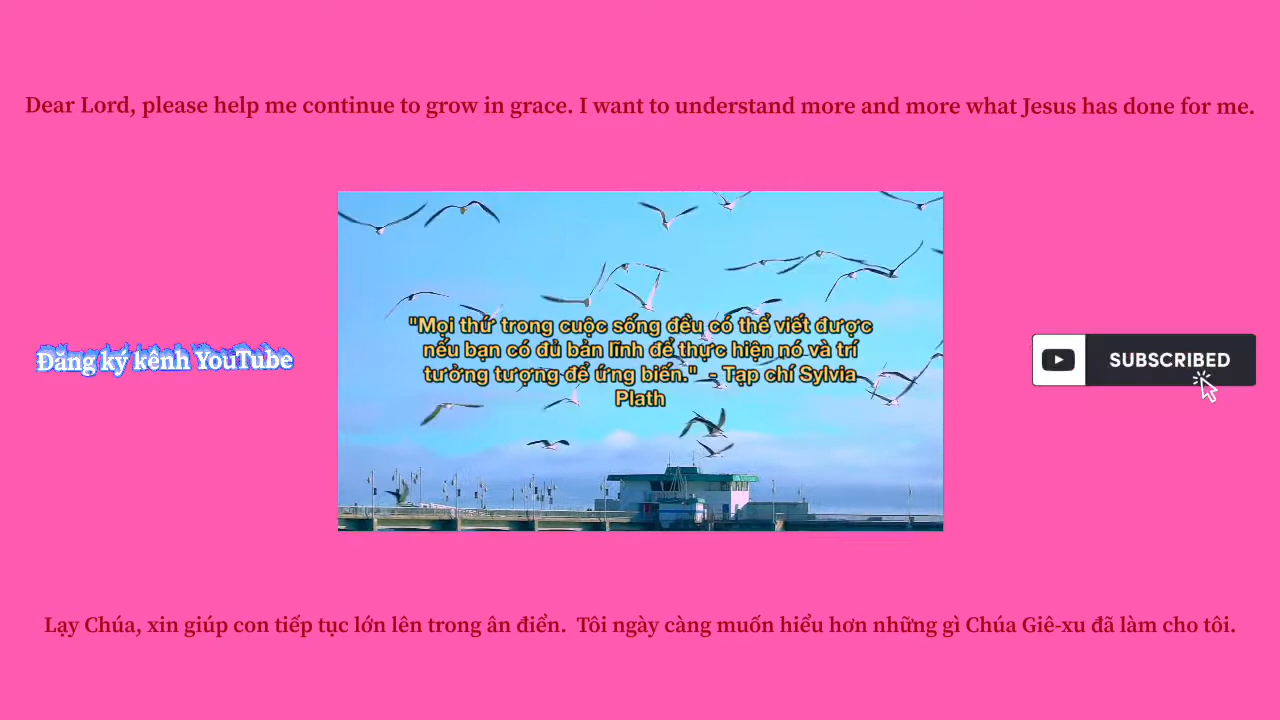 Dear Lord, please help me continue to grow in grace. I want to understand more and more what Jesus has done for me.
"Mọi thứ trong cuộc sống đều có thể viết được
nếu bạn có đủ bản lĩnh để thực hiện nó và trí
tưởng tượng để ứng biến."  - Tạp chí Sylvia
Plath
Đăng ký kênh YouTube
SUBSCRIBED
Lạy Chúa, xin giúp con tiếp tục lớn lên trong ân điển.  Tôi ngày càng muốn hiểu hơn những gì Chúa Giê-xu đã làm cho tôi.